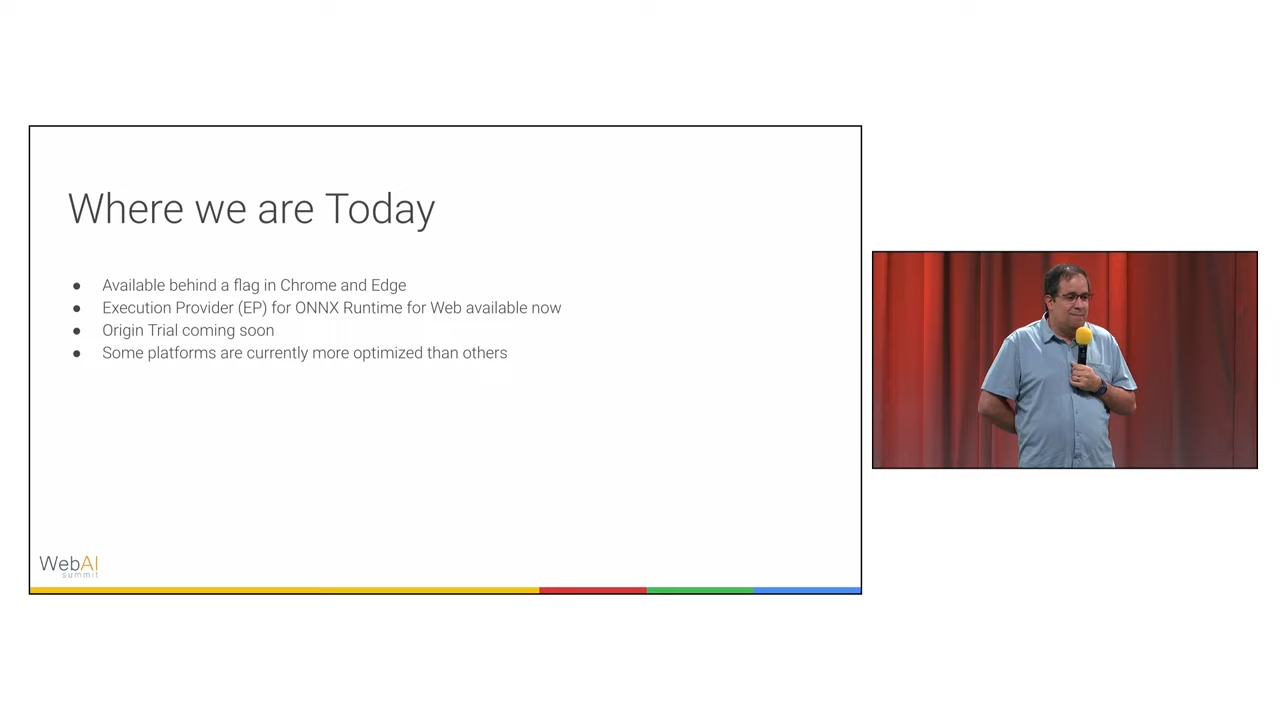 Where we are Today
● Available behind a flag in Chrome and Edge
● Execution Provider (EP) for ONNX Runtime for Web available now
● Origin Trial coming soon
● Some platforms are currently more optimized than others
WebAI
summit